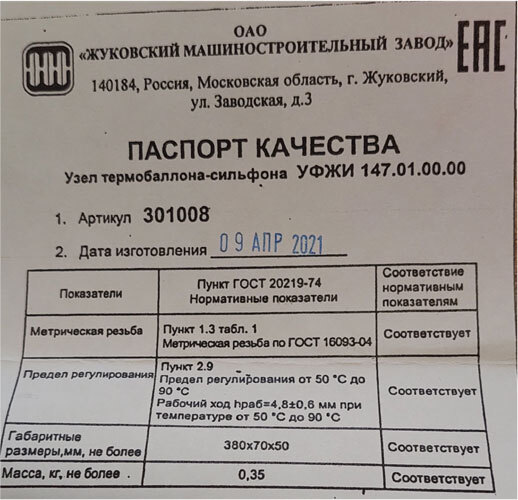 ОАО
«ЖУКОВСКИЙ МАШИНОСТРОИТЕЛЬНЫЙ ЗАВОД»
ЕАС
140184, Россия, Московская область, г. Жуковский,
ул. Заводская, д.3
ПАСПОРТ КАЧЕСТВА
Узел термобаллона-сильфона УФЖИ 147.01.00.00
1. Артикул 301008
2. Дата изготовления 09 АПР 2021
Показатели
Пункт ГОСТ 20219-74
Нормативные показатели
Соответствие
нормативным
показателям
Метрическая резьба
Пункт 1.3 табл. 1
Метрическая резьба по ГОСТ 16093-04
Соответствует
Предел регулирования
Пункт 2.9
Предел регулирования от 50 °С до
90 °С
Рабочий ход hраб=4,8±0,6 мм при
температуре от 50 °С до 90 °С
Соответствует
Габаритные
размеры,мм, не более
380х70х50
Соответствует
Масса, кг, не более
0,35
Соответствует